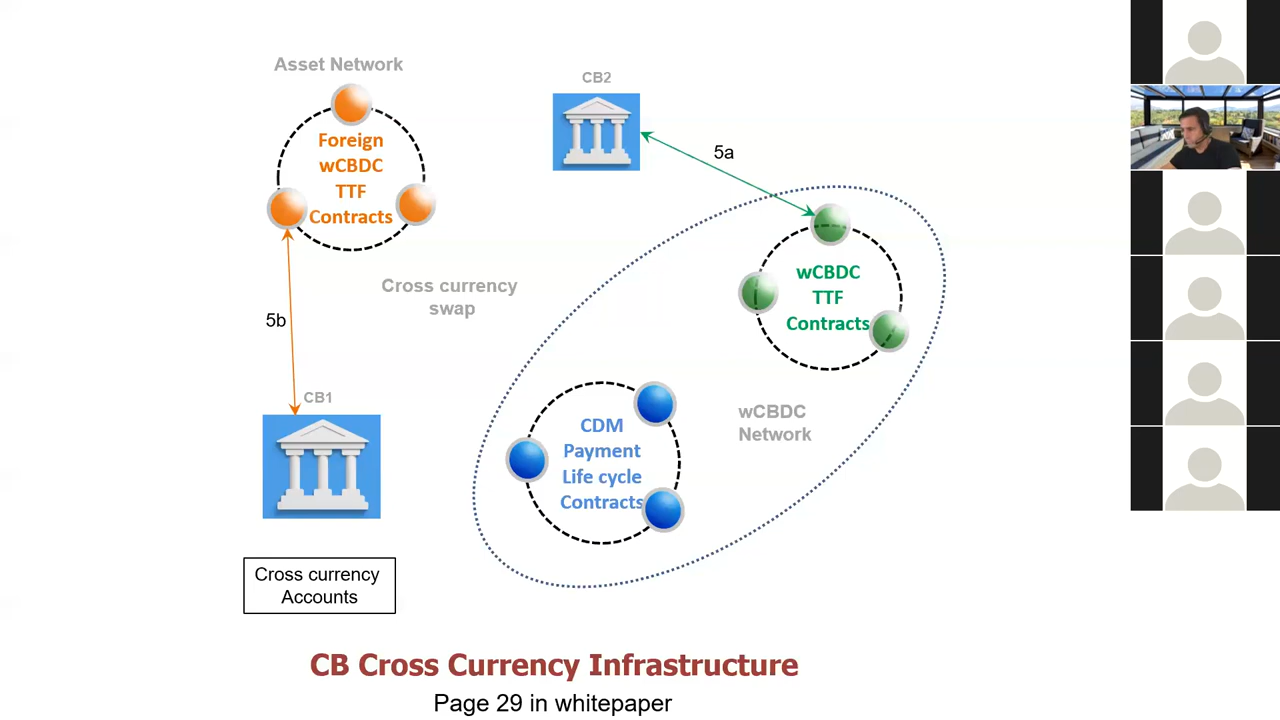 Asset Network
CB2
Foreign
wCBDC
TTF
Contracts
5a
wCBDC
TTF
Contracts
Cross currency
swap
5b
CB1
CDM
Payment
Life cycle
Contracts
wCBDC
Network
Cross currency
Accounts
CB Cross Currency Infrastructure
Page 29 in whitepaper